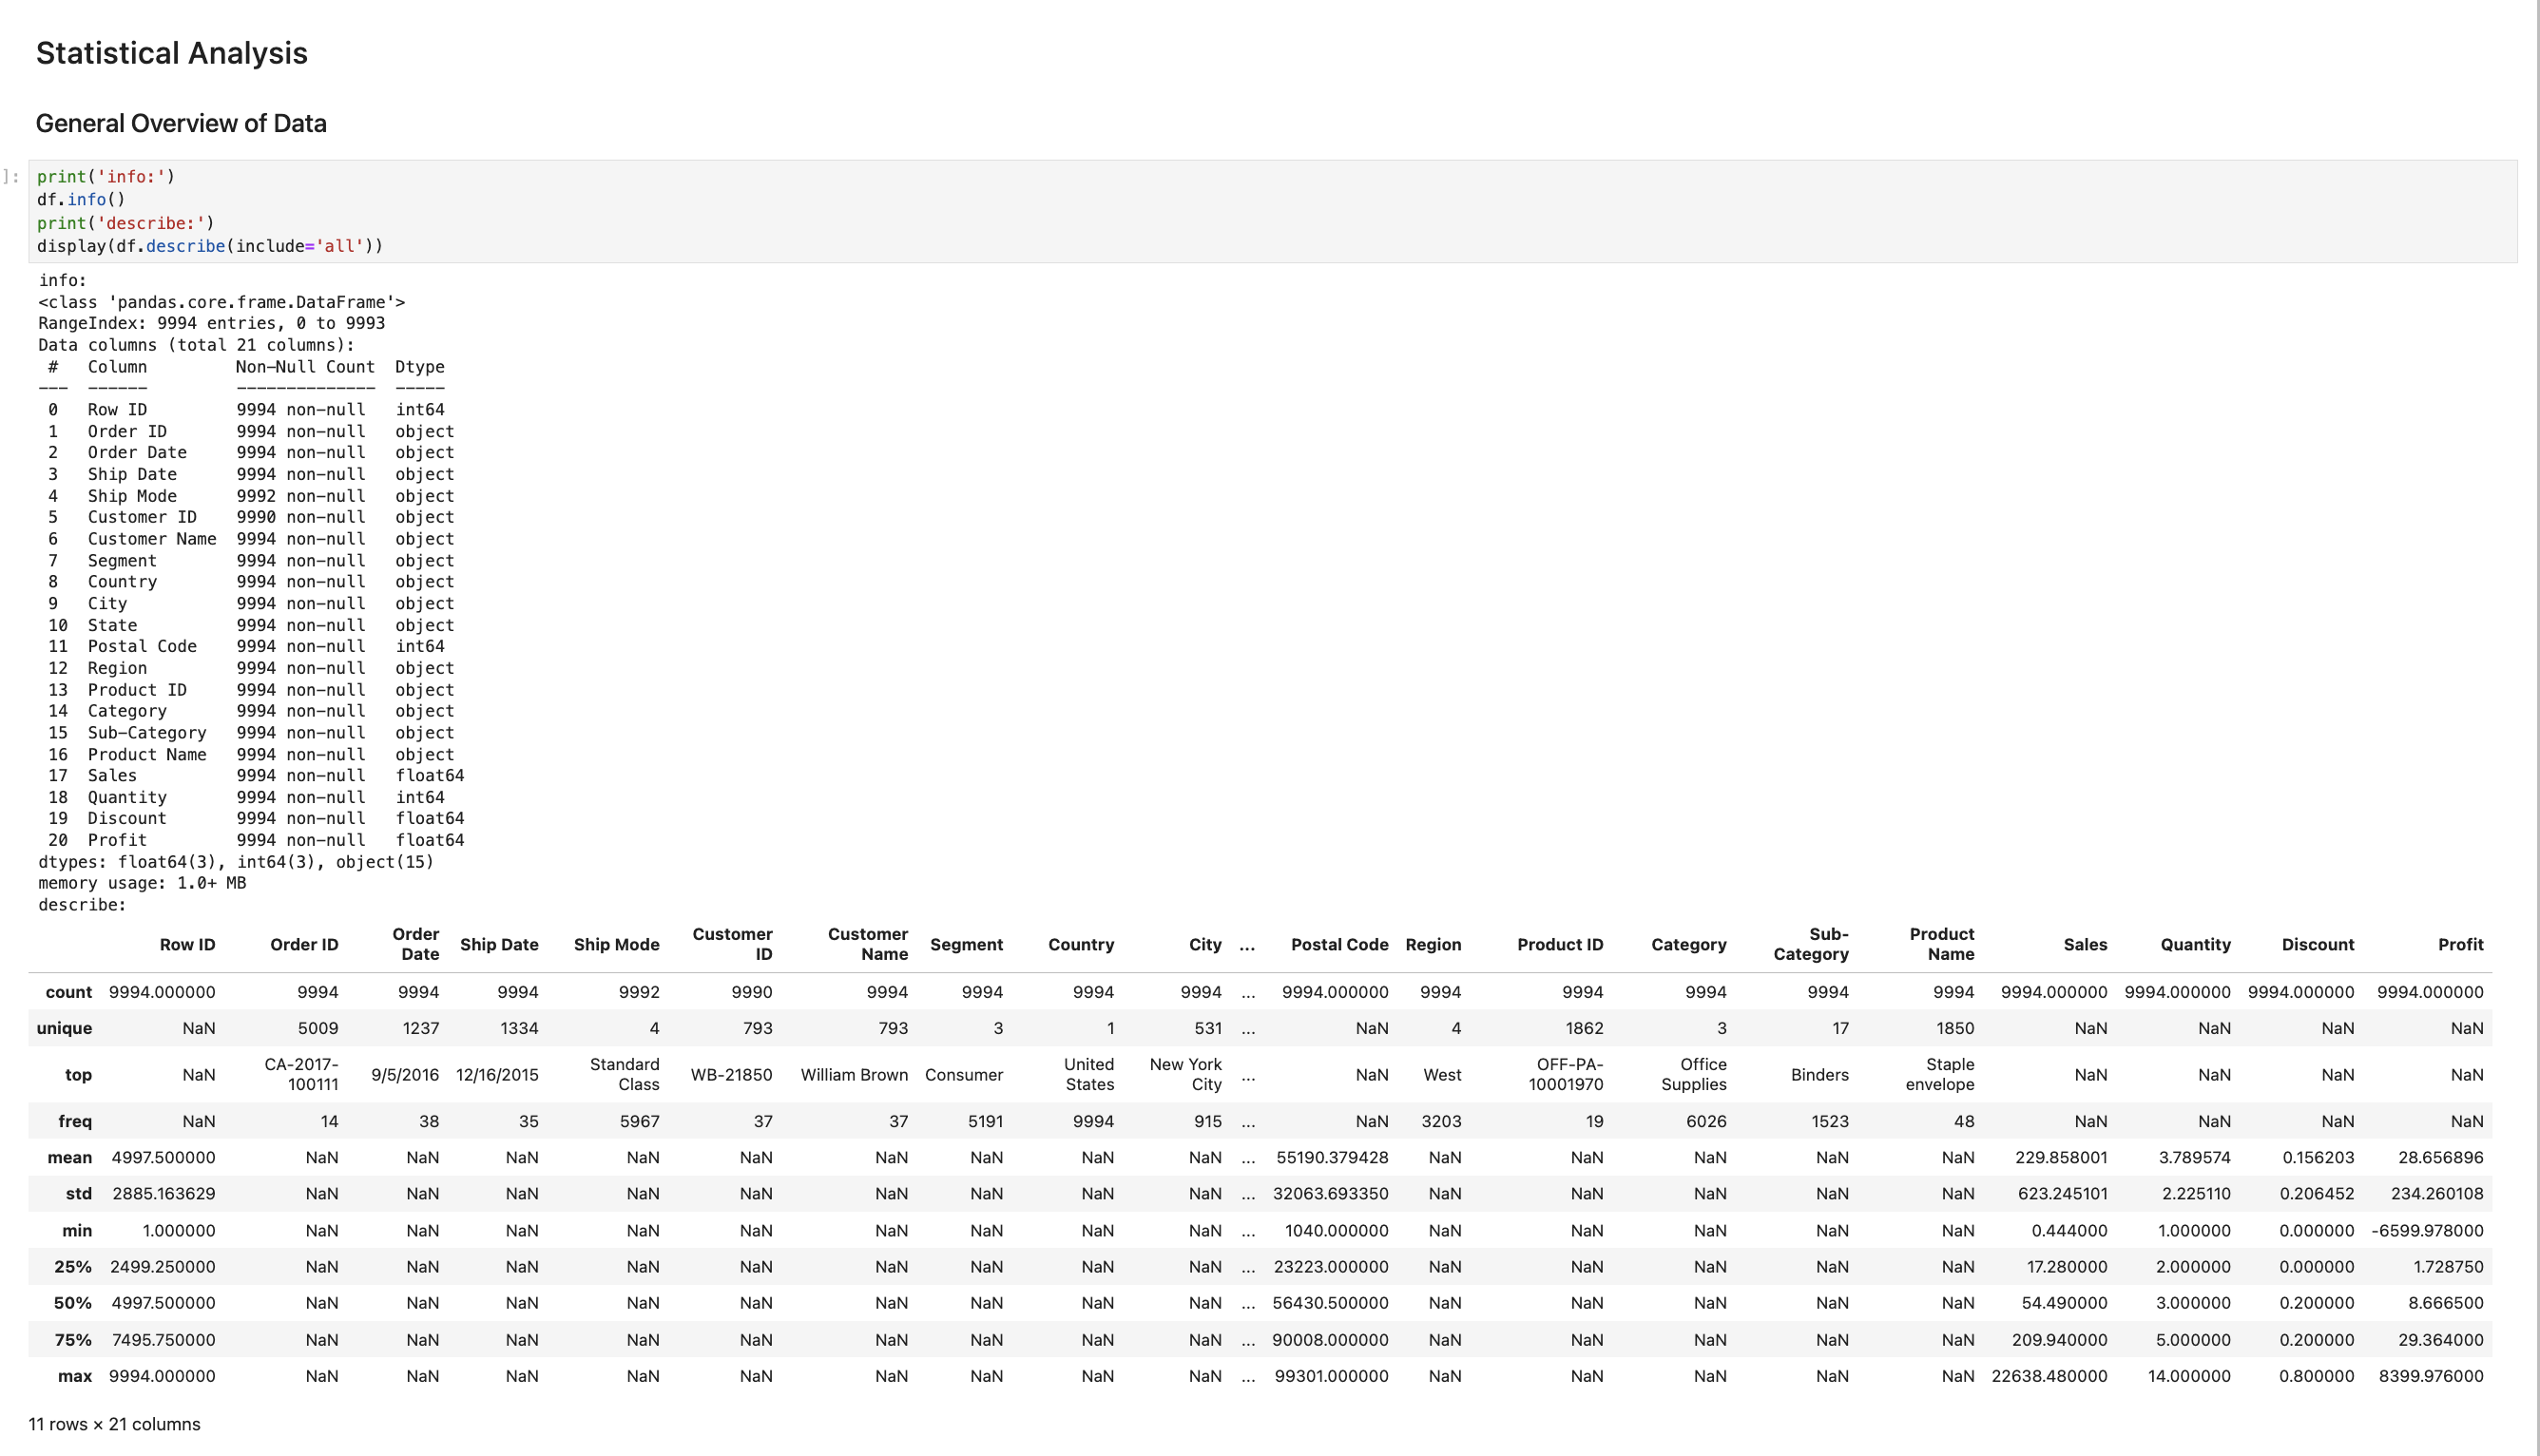 Statistical Analysis
General Overview of Data
]:
print('info:')
df.info()
print('describe:')
display(df.describe(include='all'))
info:
<class 'pandas.core.frame.DataFrame'>
RangeIndex: 9994 entries, 0 to 9993
Data columns (total 21 columns):
 #   Column         Non-Null Count  Dtype
---  ------         --------------  -----
 0   Row ID         9994 non-null   int64
 1   Order ID       9994 non-null   object
 2   Order Date     9994 non-null   object
 3   Ship Date      9994 non-null   object
 4   Ship Mode      9992 non-null   object
 5   Customer ID    9990 non-null   object
 6   Customer Name  9994 non-null   object
 7   Segment        9994 non-null   object
 8   Country        9994 non-null   object
 9   City           9994 non-null   object
 10  State          9994 non-null   object
 11  Postal Code    9994 non-null   int64
 12  Region         9994 non-null   object
 13  Product ID     9994 non-null   object
 14  Category       9994 non-null   object
 15  Sub-Category   9994 non-null   object
 16  Product Name   9994 non-null   object
 17  Sales          9994 non-null   float64
 18  Quantity       9994 non-null   int64
 19  Discount       9994 non-null   float64
 20  Profit         9994 non-null   float64
dtypes: float64(3), int64(3), object(15)
memory usage: 1.0+ MB
describe:
Row ID Order ID Order Date Ship Date Ship Mode Customer ID Customer Name Segment Country City ... Postal Code Region Product ID Category Sub-Category Product Name Sales Quantity Discount Profit
count 9994.000000 9994 9994 9994 9992 9990 9994 9994 9994 9994 ... 9994.000000 9994 9994 9994 9994 9994 9994.000000 9994.000000 9994.000000 9994.000000
unique NaN 5009 1237 1334 4 793 793 3 1 531 ... NaN 4 1862 3 17 1850 NaN NaN NaN NaN
top NaN CA-2017-100111 9/5/2016 12/16/2015 Standard Class WB-21850 William Brown Consumer United States New York City ... NaN West OFF-PA-10001970 Office Supplies Binders Staple envelope NaN NaN NaN NaN
freq NaN 14 38 35 5967 37 37 5191 9994 915 ... NaN 3203 19 6026 1523 48 NaN NaN NaN NaN
mean 4997.500000 NaN NaN NaN NaN NaN NaN NaN NaN NaN ... 55190.379428 NaN NaN NaN NaN NaN 229.858001 3.789574 0.156203 28.656896
std 2885.163629 NaN NaN NaN NaN NaN NaN NaN NaN NaN ... 32063.693350 NaN NaN NaN NaN NaN 623.245101 2.225110 0.206452 234.260108
min 1.000000 NaN NaN NaN NaN NaN NaN NaN NaN NaN ... 1040.000000 NaN NaN NaN NaN NaN 0.444000 1.000000 0.000000 -6599.978000
25% 2499.250000 NaN NaN NaN NaN NaN NaN NaN NaN NaN ... 23223.000000 NaN NaN NaN NaN NaN 17.280000 2.000000 0.000000 1.728750
50% 4997.500000 NaN NaN NaN NaN NaN NaN NaN NaN NaN ... 56430.500000 NaN NaN NaN NaN NaN 54.490000 3.000000 0.200000 8.666500
75% 7495.750000 NaN NaN NaN NaN NaN NaN NaN NaN NaN ... 90008.000000 NaN NaN NaN NaN NaN 209.940000 5.000000 0.200000 29.364000
max 9994.000000 NaN NaN NaN NaN NaN NaN NaN NaN NaN ... 99301.000000 NaN NaN NaN NaN NaN 22638.480000 14.000000 0.800000 8399.976000
11 rows × 21 columns